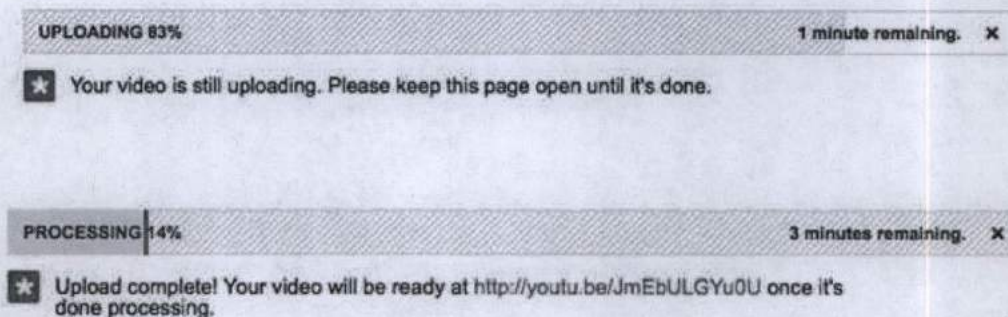 UPLOADING 83% 1 minute remaining. ×
Your video is still uploading. Please keep this page open until it's done.
PROCESSING 14% 3 minutes remaining. ×
Upload complete! Your video will be ready at http://youtu.be/JmEbULGYu0U once it's
done processing.